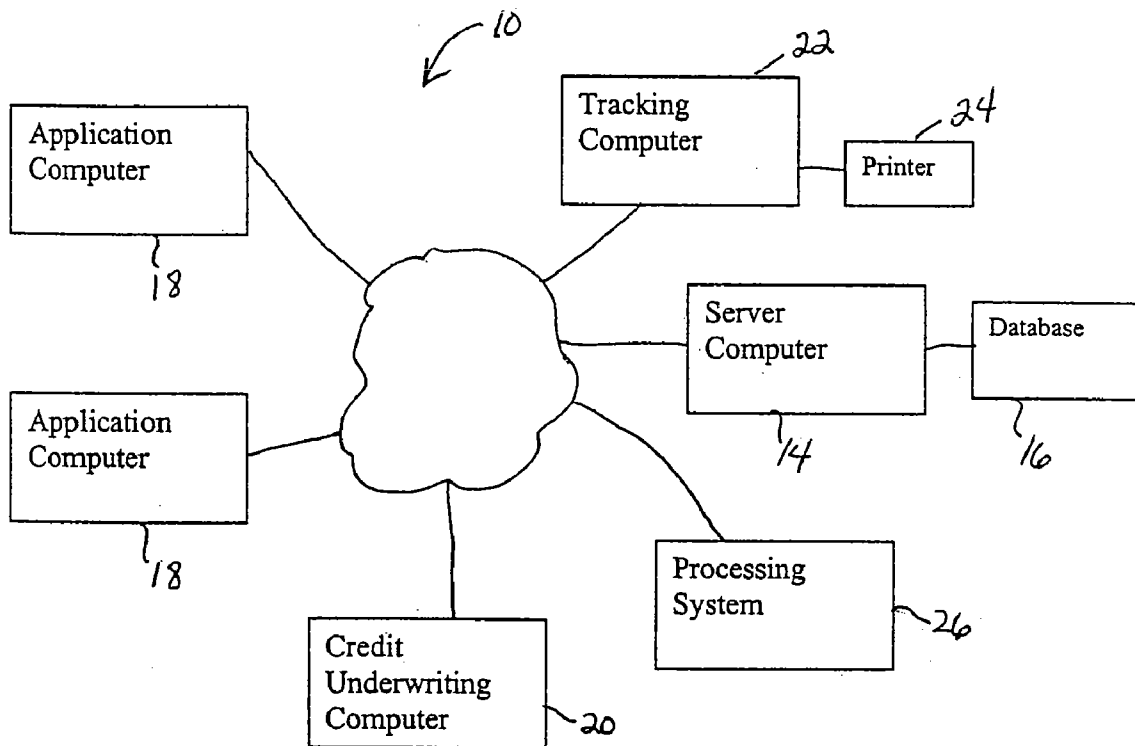 10
22
Tracking
Computer
24
Printer
Application
Computer
18
Server
Computer
14
Database
16
Application
Computer
18
Processing
System
26
Credit
Underwriting
Computer
20